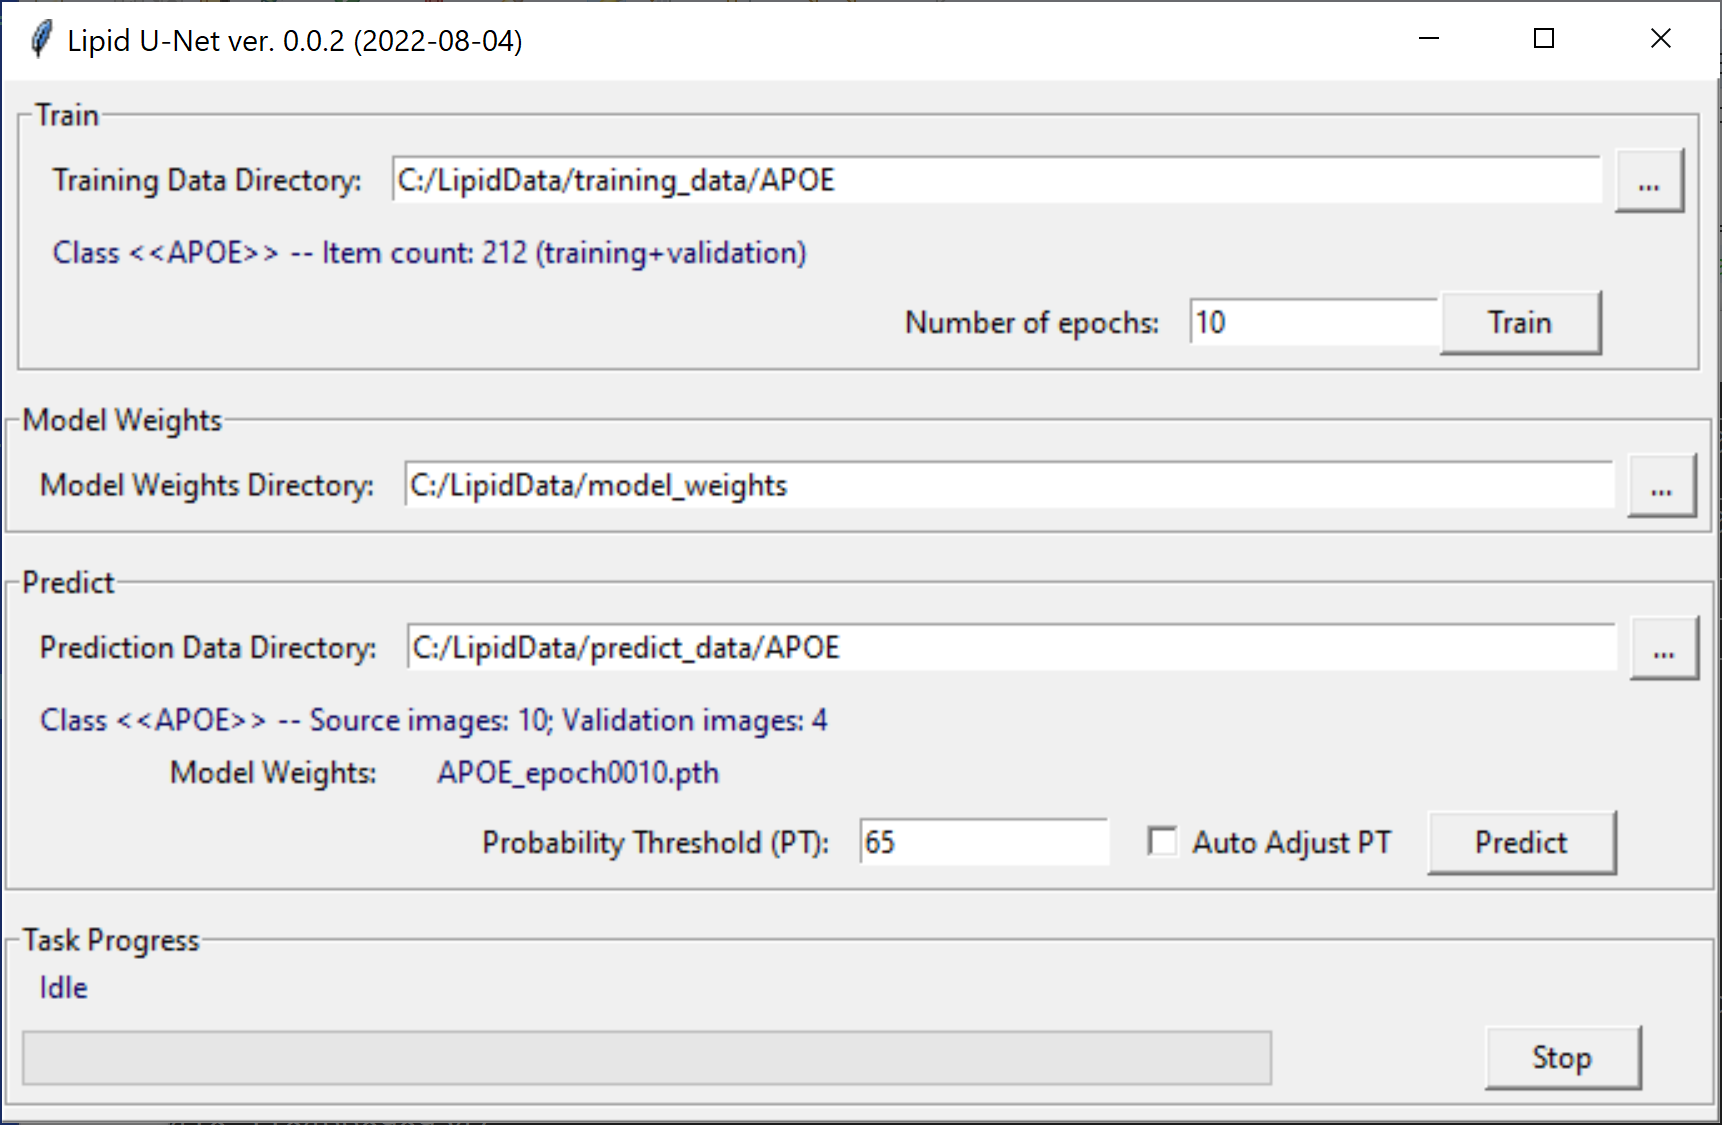 Lipid U-Net ver. 0.0.2 (2022-08-04)
Train
Training Data Directory: C:/LipidData/training_data/APOE ...
Class <<APOE>> -- Item count: 212 (training+validation)
Number of epochs: 10 Train
Model Weights
Model Weights Directory: C:/LipidData/model_weights ...
Predict
Prediction Data Directory: C:/LipidData/predict_data/APOE ...
Class <<APOE>> -- Source images: 10; Validation images: 4
Model Weights: APOE_epoch0010.pth
Probability Threshold (PT): 65 Auto Adjust PT Predict
Task Progress
Idle
Stop